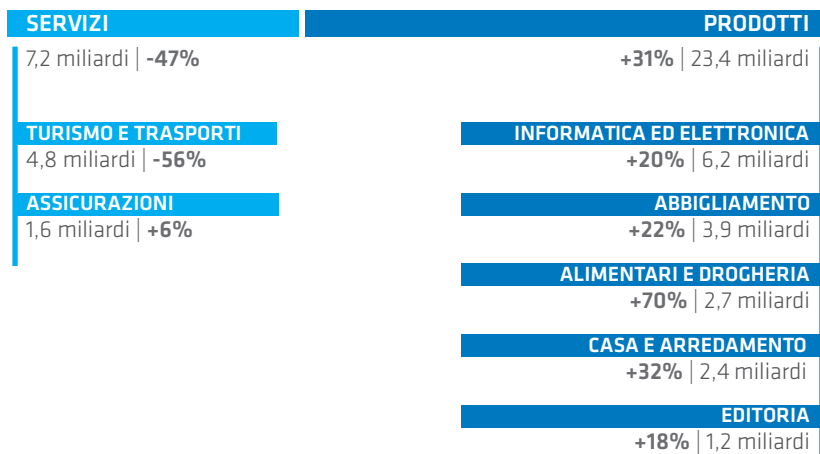 SERVIZI
7,2 miliardi | -47%
TURISMO E TRASPORTI
4,8 miliardi | -56%
ASSICURAZIONI
1,6 miliardi | +6%
PRODOTTI
+31% | 23,4 miliardi
INFORMATICA ED ELETTRONICA
+20% | 6,2 miliardi
ABBIGLIAMENTO
+22% | 3,9 miliardi
ALIMENTARI E DROGHERIA
+70% | 2,7 miliardi
CASA E ARREDAMENTO
+32% | 2,4 miliardi
EDITORIA
+18% | 1,2 miliardi